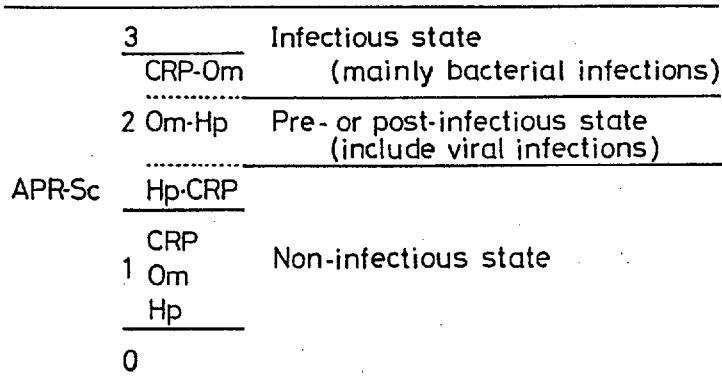 3 Infectious state
CRP-Om (mainly bacterial infections)
2 Om-Hp Pre- or post-infectious state
(include viral infections)
APR-Sc Hp·CRP
CRP
1 Om Non-infectious state
Hp
0